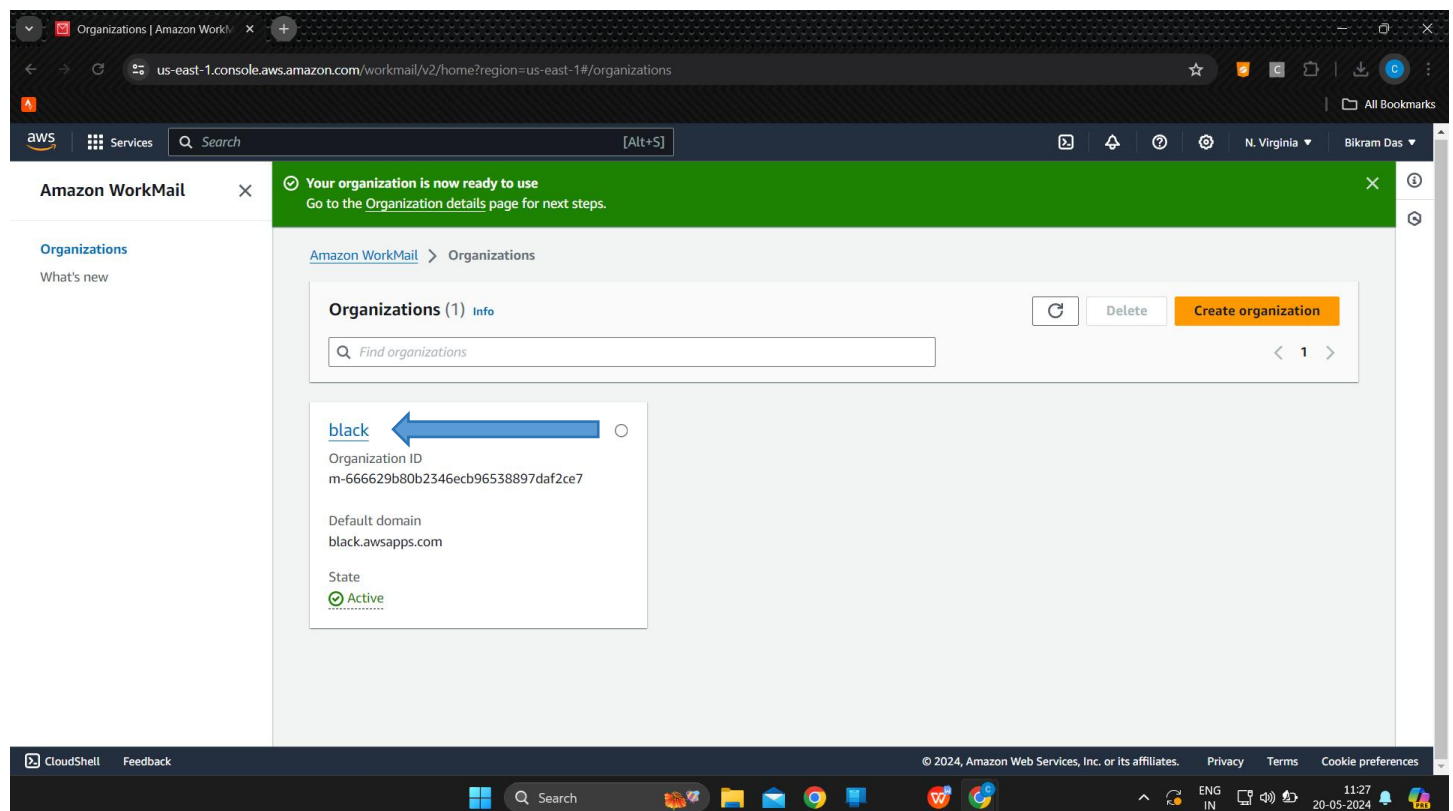 Organizations | Amazon WorkM
us-east-1.console.aws.amazon.com/workmail/v2/home?region=us-east-1#/organizations
C
C
All Bookmarks
aws
Services
Search
[Alt+S]
N. Virginia
Bikram Das
Amazon WorkMail
Your organization is now ready to use
Go to the Organization details page for next steps.
Organizations
What's new
Amazon WorkMail > Organizations
Organizations (1) Info
Delete
Create organization
Find organizations
< 1 >
black
Organization ID
m-666629b80b2346ecb96538897daf2ce7
Default domain
black.awsapps.com
State
Active
CloudShell
Feedback
© 2024, Amazon Web Services, Inc. or its affiliates.
Privacy
Terms
Cookie preferences
Search
W
C
ENG
IN
11:27
20-05-2024
PRE